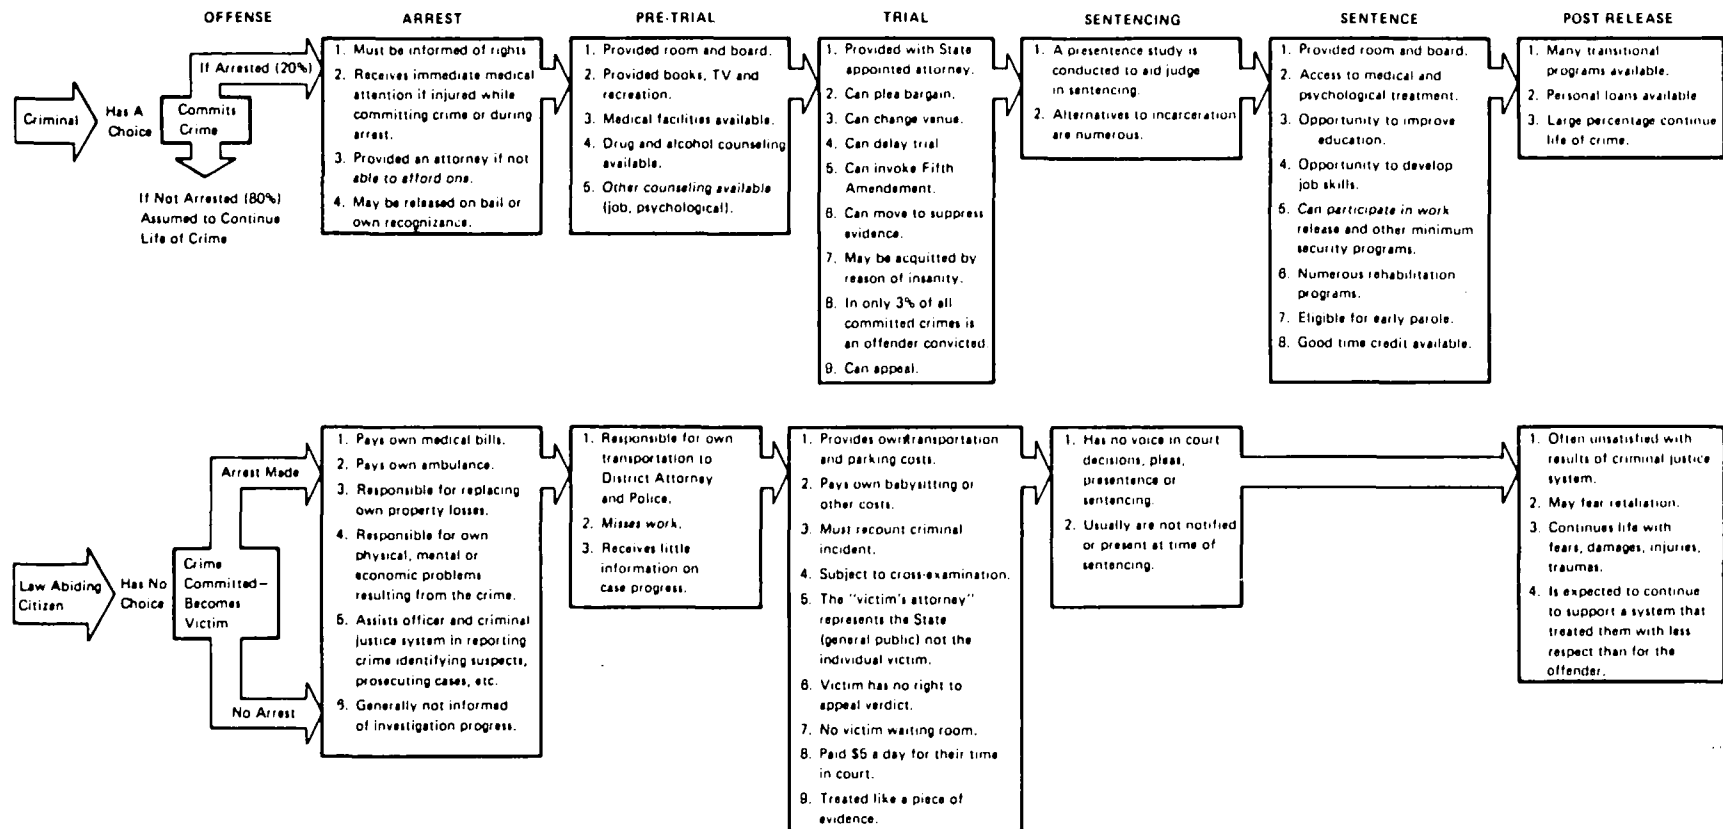 OFFENSE
ARREST
PRE-TRIAL
TRIAL
SENTENCING
SENTENCE
POST RELEASE
Criminal
Has A
Choice
Commits
Crime
If Arrested (20%)
If Not Arrested (80%)
Assumed to Continue
Life of Crime
1. Must be informed of rights
2. Receives immediate medical
attention if injured while
committing crime or during
arrest.
3. Provided an attorney if not
able to afford one.
4. May be released on bail or
own recognizance.
1. Provided room and board.
2. Provided books, TV and
recreation.
3. Medical facilities available.
4. Drug and alcohol counseling
available.
5. Other counseling available
(job, psychological).
1. Provided with State
appointed attorney.
2. Can plea bargain.
3. Can change venue.
4. Can delay trial
5. Can invoke Fifth
Amendment.
6. Can move to suppress
evidence.
7. May be acquitted by
reason of insanity.
8. In only 3% of all
committed crimes is
an offender convicted.
9. Can appeal.
1. A presentence study is
conducted to aid judge
in sentencing.
2. Alternatives to incarceration
are numerous.
1. Provided room and board.
2. Access to medical and
psychological treatment.
3. Opportunity to improve
education.
4. Opportunity to develop
job skills.
5. Can participate in work
release and other minimum
security programs.
6. Numerous rehabilitation
programs.
7. Eligible for early parole.
8. Good time credit available.
1. Many transitional
programs available.
2. Personal loans available
3. Large percentage continue
life of crime.
Law Abiding
Citizen
Has No
Choice
Crime
Committed–
Becomes
Victim
Arrest Made
No Arrest
1. Pays own medical bills.
2. Pays own ambulance.
3. Responsible for replacing
own property losses.
4. Responsible for own
physical, mental or
economic problems
resulting from the crime.
5. Assists officer and criminal
justice system in reporting
crime identifying suspects,
prosecuting cases, etc.
6. Generally not informed
of investigation progress.
1. Responsible for own
transportation to
District Attorney
and Police.
2. Misses work.
3. Receives little
information on
case progress.
1. Provides own transportation
and parking costs.
2. Pays own babysitting or
other costs.
3. Must recount criminal
incident.
4. Subject to cross-examination.
5. The "victim's attorney"
represents the State
(general public) not the
individual victim.
6. Victim has no right to
appeal verdict.
7. No victim waiting room.
8. Paid $5 a day for their time
in court.
9. Treated like a piece of
evidence.
1. Has no voice in court
decisions, pleas,
presentence or
sentencing.
2. Usually are not notified
or present at time of
sentencing.
1. Often unsatisfied with
results of criminal justice
system.
2. May fear retaliation.
3. Continues life with
fears, damages, injuries,
traumas.
4. Is expected to continue
to support a system that
treated them with less
respect than for the
offender.